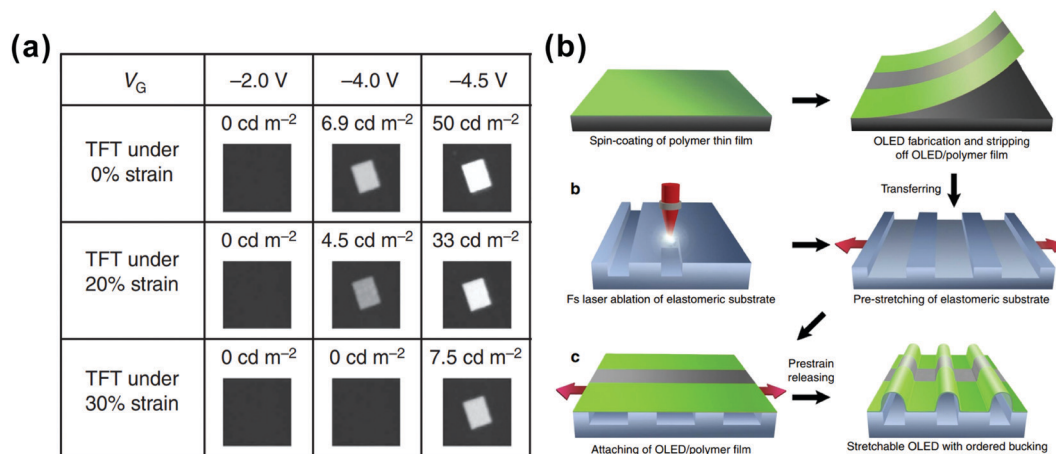 (a)
V_G
–2.0 V
–4.0 V
–4.5 V
TFT under
0% strain
0 cd m⁻²
6.9 cd m⁻²
50 cd m⁻²
TFT under
20% strain
0 cd m⁻²
4.5 cd m⁻²
33 cd m⁻²
TFT under
30% strain
0 cd m⁻²
0 cd m⁻²
7.5 cd m⁻²
(b)
Spin-coating of polymer thin film
OLED fabrication and stripping
off OLED/polymer film
Transferring
b
Fs laser ablation of elastomeric substrate
Pre-stretching of elastomeric substrate
c
Prestrain
releasing
Attaching of OLED/polymer film
Stretchable OLED with ordered bucking